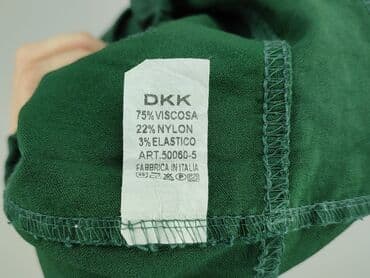 DKK
75% VISCOSA
22% NYLON
3% ELASTICO
ART.50060-5
FABBRICA IN ITALIA